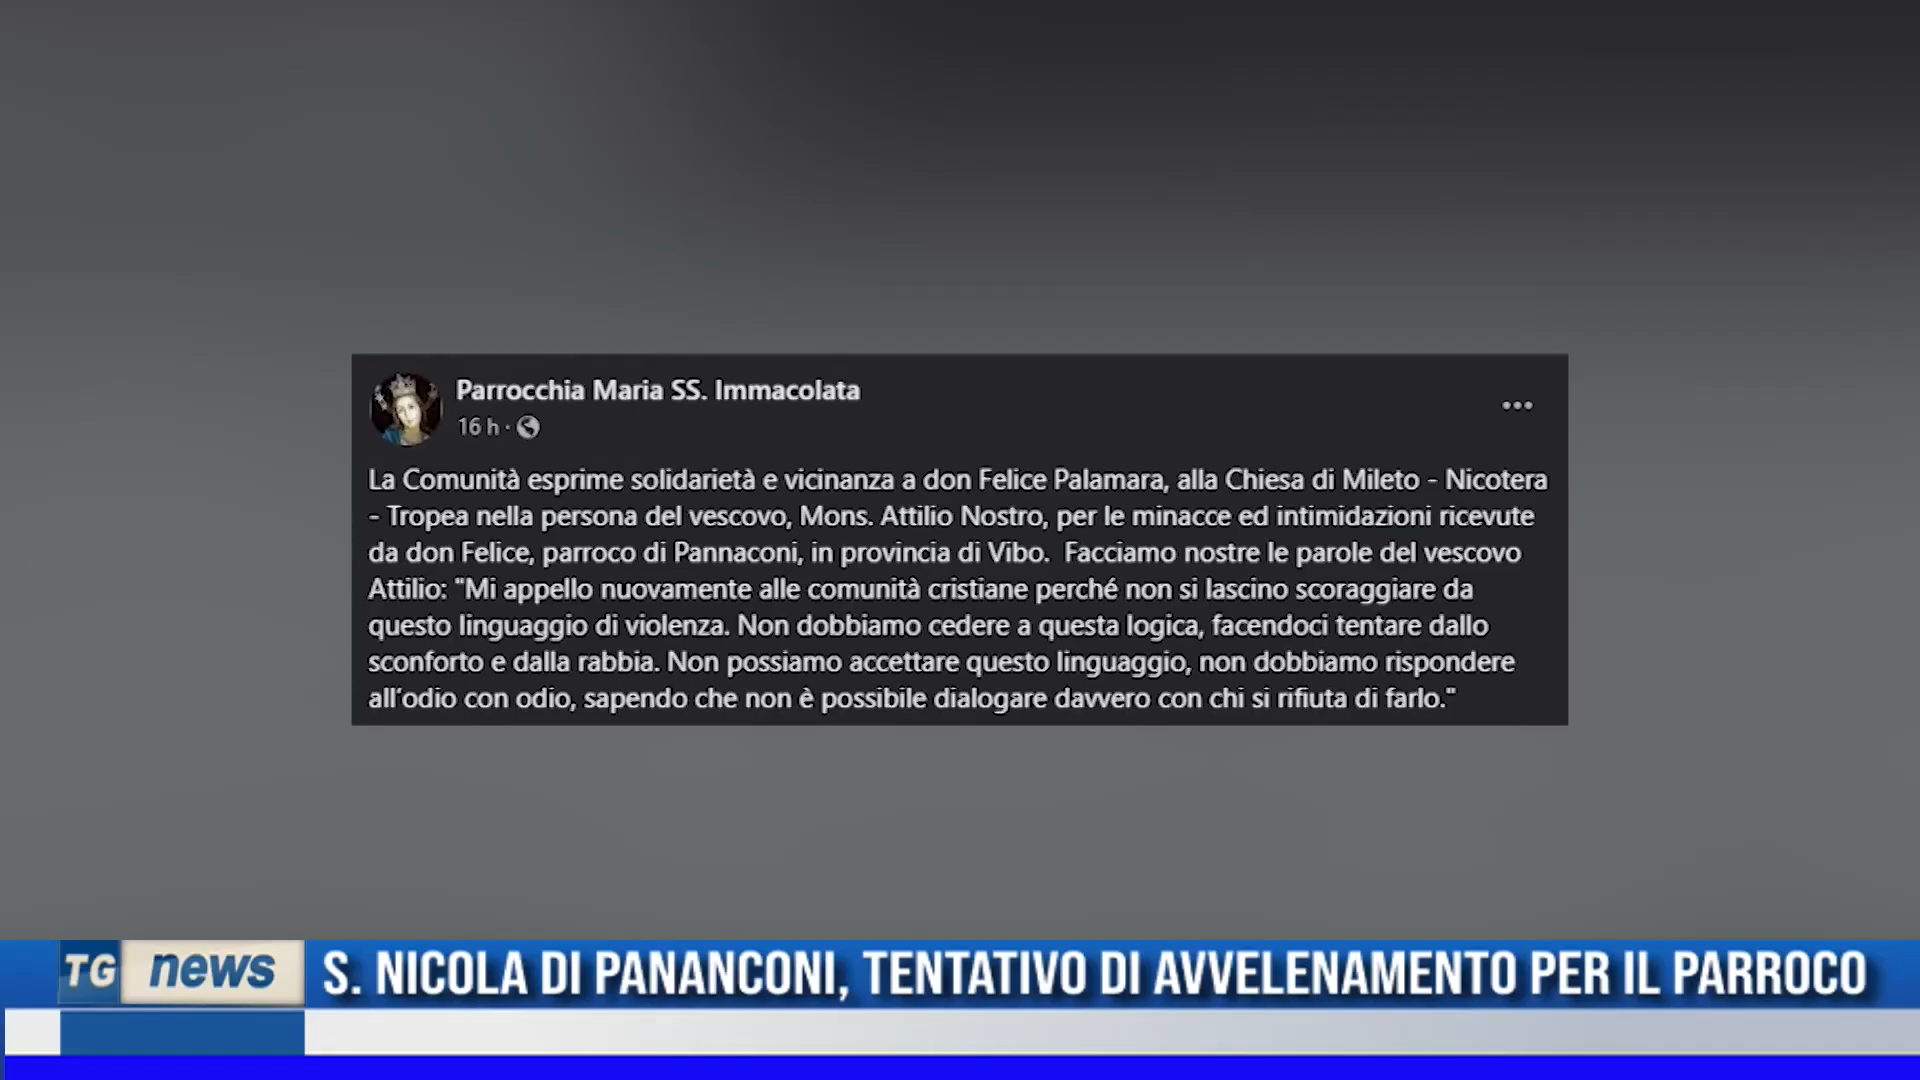 Parrocchia Maria SS. Immacolata
16 h ·
La Comunità esprime solidarietà e vicinanza a don Felice Palamara, alla Chiesa di Mileto - Nicotera
- Tropea nella persona del vescovo, Mons. Attilio Nostro, per le minacce ed intimidazioni ricevute
da don Felice, parroco di Pannaconi, in provincia di Vibo.  Facciamo nostre le parole del vescovo
Attilio: "Mi appello nuovamente alle comunità cristiane perché non si lascino scoraggiare da
questo linguaggio di violenza. Non dobbiamo cedere a questa logica, facendoci tentare dallo
sconforto e dalla rabbia. Non possiamo accettare questo linguaggio, non dobbiamo rispondere
all’odio con odio, sapendo che non è possibile dialogare davvero con chi si rifiuta di farlo."
TG news S. NICOLA DI PANANCONI, TENTATIVO DI AVVELENAMENTO PER IL PARROCO